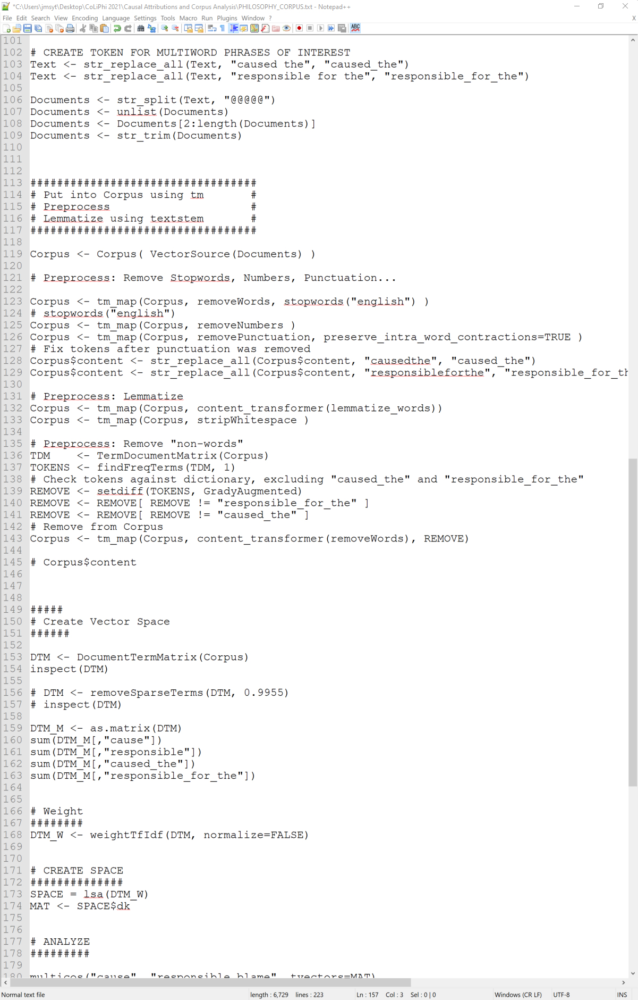 *C:\Users\jmsyt\Desktop\CoLiPhi 2021\Causal Attributions and Corpus Analysis\PHILOSOPHY_CORPUS.txt - Notepad++
File Edit Search View Encoding Language Settings Tools Macro Run Plugins Window ? X
ABC
101
102 # CREATE TOKEN FOR MULTIWORD PHRASES OF INTEREST
103 Text <- str_replace_all(Text, "caused the", "caused_the")
104 Text <- str_replace_all(Text, "responsible for the", "responsible_for_the")
105
106 Documents <- str_split(Text, "@@@@@")
107 Documents <- unlist(Documents)
108 Documents <- Documents[2:length(Documents)]
109 Documents <- str_trim(Documents)
110
111
112
113 ##################################
114 # Put into Corpus using tm       #
115 # Preprocess                     #
116 # Lemmatize using textstem       #
117 ##################################
118
119 Corpus <- Corpus( VectorSource(Documents) )
120
121 # Preprocess: Remove Stopwords, Numbers, Punctuation...
122
123 Corpus <- tm_map(Corpus, removeWords, stopwords("english") )
124 # stopwords("english")
125 Corpus <- tm_map(Corpus, removeNumbers )
126 Corpus <- tm_map(Corpus, removePunctuation, preserve_intra_word_contractions=TRUE )
127 # Fix tokens after punctuation was removed
128 Corpus$content <- str_replace_all(Corpus$content, "causedthe", "caused_the")
129 Corpus$content <- str_replace_all(Corpus$content, "responsibleforthe", "responsible_for_th
130
131 # Preprocess: Lemmatize
132 Corpus <- tm_map(Corpus, content_transformer(lemmatize_words))
133 Corpus <- tm_map(Corpus, stripWhitespace )
134
135 # Preprocess: Remove "non-words"
136 TDM    <- TermDocumentMatrix(Corpus)
137 TOKENS <- findFreqTerms(TDM, 1)
138 # Check tokens against dictionary, excluding "caused_the" and "responsible_for_the"
139 REMOVE <- setdiff(TOKENS, GradyAugmented)
140 REMOVE <- REMOVE[ REMOVE != "responsible_for_the" ]
141 REMOVE <- REMOVE[ REMOVE != "caused_the" ]
142 # Remove from Corpus
143 Corpus <- tm_map(Corpus, content_transformer(removeWords), REMOVE)
144
145 # Corpus$content
146
147
148
149 #####
150 # Create Vector Space
151 ######
152
153 DTM <- DocumentTermMatrix(Corpus)
154 inspect(DTM)
155
156 # DTM <- removeSparseTerms(DTM, 0.9955)
157 # inspect(DTM)
158
159 DTM_M <- as.matrix(DTM)
160 sum(DTM_M[,"cause"])
161 sum(DTM_M[,"responsible"])
162 sum(DTM_M[,"caused_the"])
163 sum(DTM_M[,"responsible_for_the"])
164
165
166 # Weight
167 ########
168 DTM_W <- weightTfIdf(DTM, normalize=FALSE)
169
170
171 # CREATE SPACE
172 ##############
173 SPACE = lsa(DTM_W)
174 MAT <- SPACE$dk
175
176
177 # ANALYZE
178 #########
179
180 multicos("cause", "responsible blame", tvectors=MAT)
Normal text file length : 6,729 lines : 223 Ln : 157 Col : 3 Sel : 0 | 0 Windows (CR LF) UTF-8 INS